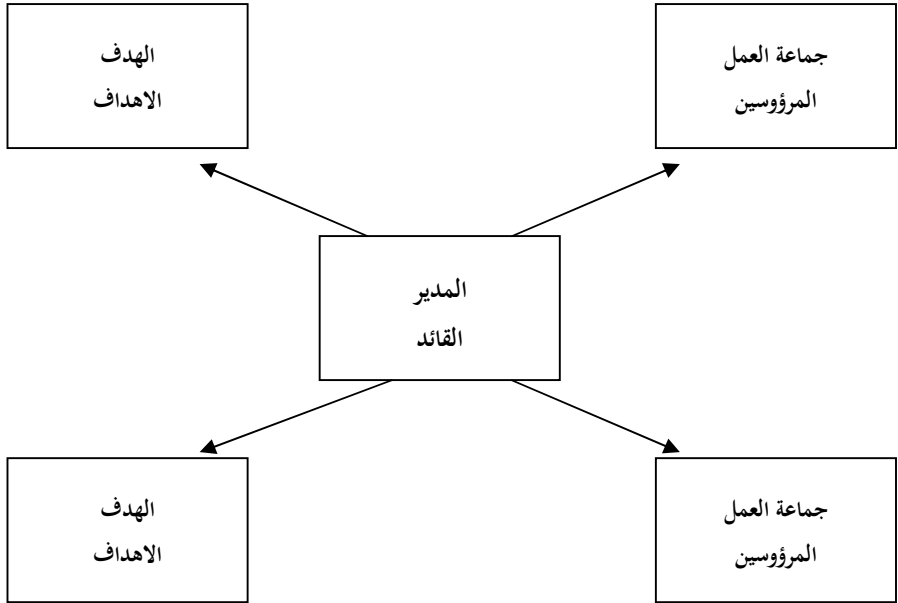 جماعة العمل
المرؤوسين
الهدف
الاهداف
المدير
القائد
جماعة العمل
المرؤوسين
الهدف
الاهداف